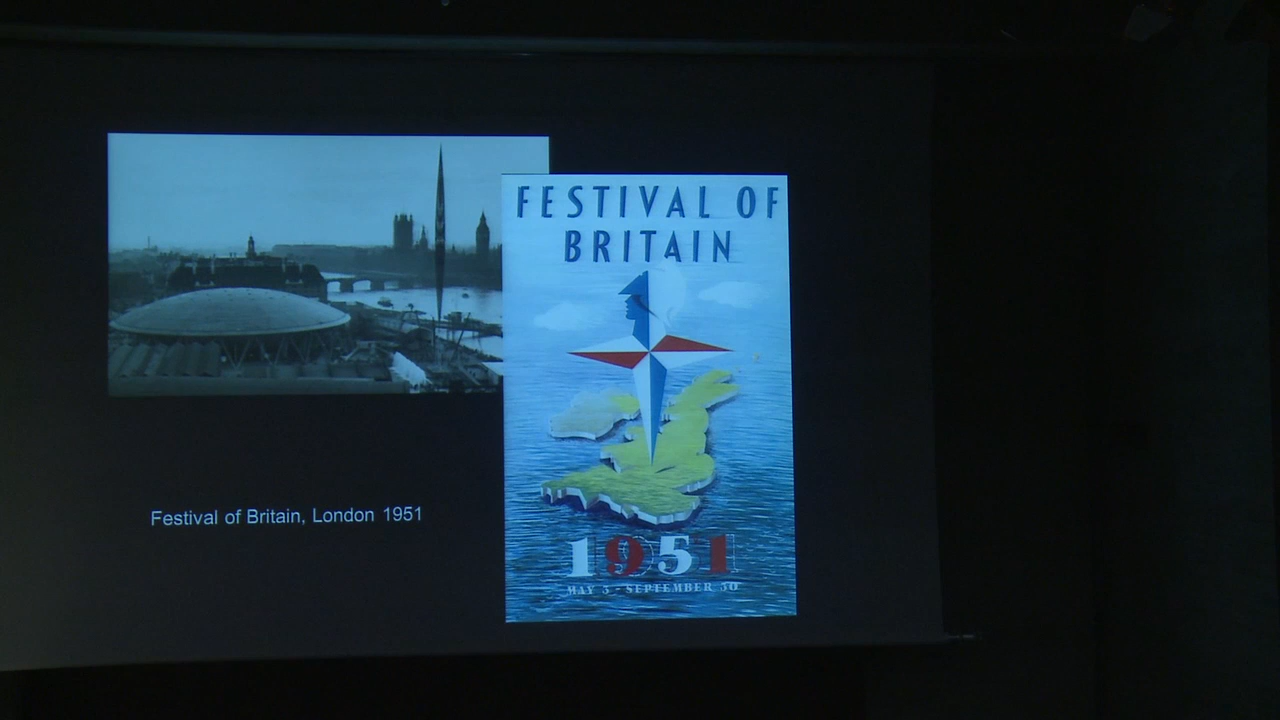 FESTIVAL OF
BRITAIN
Festival of Britain, London 1951
1951
MAY 3 - SEPTEMBER 30